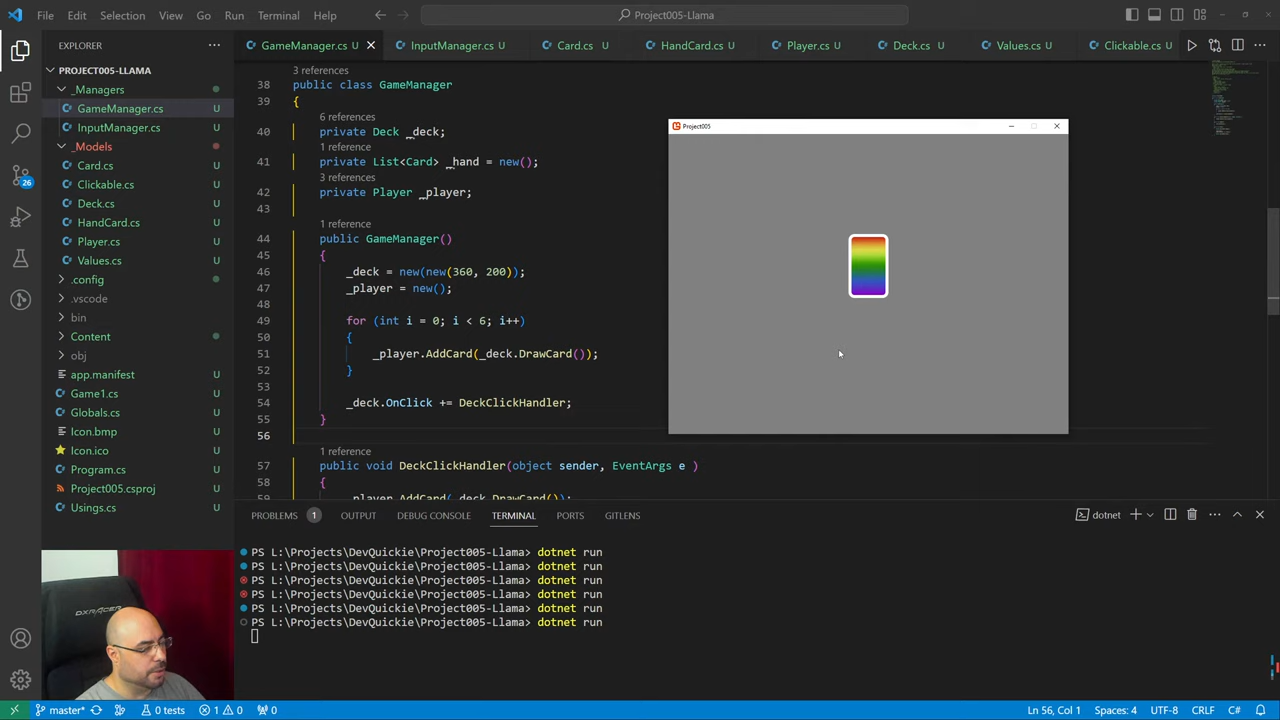 File Edit Selection View Go Run Terminal Help
Project005-Llama
EXPLORER
GameManager.cs
InputManager.cs U
Card.cs U
HandCard.cs U
Player.cs U
Deck.cs U
Values.cs U
Clickable.cs U
PROJECT005-LLAMA
_Managers
GameManager.cs U
InputManager.cs U
_Models
Card.cs U
Clickable.cs U
Deck.cs U
HandCard.cs U
Player.cs U
Values.cs U
.config
.vscode
bin
Content
obj
app.manifest U
Game1.cs U
Globals.cs U
Icon.bmp U
Icon.ico U
Program.cs U
Project005.csproj U
Usings.cs U
26
3 references
38 public class GameManager
39 {
6 references
40 private Deck _deck;
1 reference
41 private List<Card> _hand = new();
3 references
42 private Player _player;
43
1 reference
44 public GameManager()
45 {
46 _deck = new(new(360, 200));
47 _player = new();
48
49 for (int i = 0; i < 6; i++)
50 {
51 _player.AddCard(_deck.DrawCard());
52 }
53
54 _deck.OnClick += DeckClickHandler;
55 }
56
1 reference
57 public void DeckClickHandler(object sender, EventArgs e )
58 {
59 _player.AddCard(_deck.DrawCard());
Project005
PROBLEMS 1 OUTPUT DEBUG CONSOLE TERMINAL PORTS GITLENS
dotnet
PS L:\Projects\DevQuickie\Project005-Llama> dotnet run
PS L:\Projects\DevQuickie\Project005-Llama> dotnet run
PS L:\Projects\DevQuickie\Project005-Llama> dotnet run
PS L:\Projects\DevQuickie\Project005-Llama> dotnet run
PS L:\Projects\DevQuickie\Project005-Llama> dotnet run
PS L:\Projects\DevQuickie\Project005-Llama> dotnet run
DXRACER
master* 0 tests 1 0 0
Ln 56, Col 1 Spaces: 4 UTF-8 CRLF C#